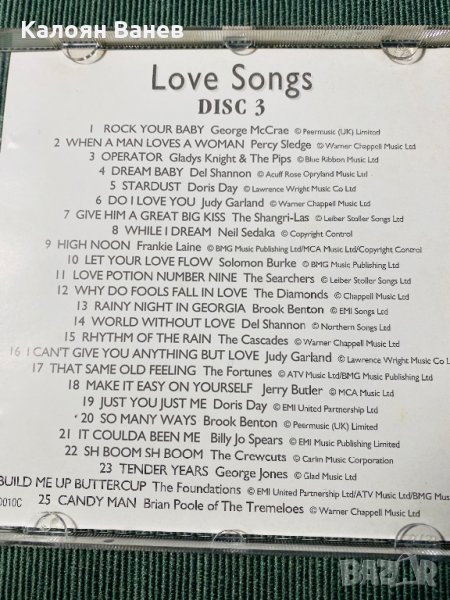 Калоян Ванев
Love Songs
DISC 3
1 ROCK YOUR BABY George McCrae © Peermusic (UK) Limited
2 WHEN A MAN LOVES A WOMAN Percy Sledge © Warner Chappell Music Ltd
3 OPERATOR Gladys Knight & The Pips © Blue Ribbon Music Ltd
4 DREAM BABY Del Shannon © Acuff Rose Opryland Music Ltd
5 STARDUST Doris Day © Lawrence Wright Music Co Ltd
6 DO I LOVE YOU Judy Garland © Warner Chappell Music Ltd
7 GIVE HIM A GREAT BIG KISS The Shangri-Las © Leiber Stoller Songs Ltd
8 WHILE I DREAM Neil Sedaka © Copyright Control
9 HIGH NOON Frankie Laine © BMG Music Publishing Ltd/MCA Music Ltd/Copyright Control
10 LET YOUR LOVE FLOW Solomon Burke © BMG Music Publishing Ltd
11 LOVE POTION NUMBER NINE The Searchers © Leiber Stoller Songs Ltd
12 WHY DO FOOLS FALL IN LOVE The Diamonds © Chappell Music Ltd
13 RAINY NIGHT IN GEORGIA Brook Benton © EMI Songs Ltd
14 WORLD WITHOUT LOVE Del Shannon © Northern Songs Ltd
15 RHYTHM OF THE RAIN The Cascades © Warner Chappell Music Ltd
16 I CAN'T GIVE YOU ANYTHING BUT LOVE Judy Garland © Lawrence Wright Music Co L
17 THAT SAME OLD FEELING The Fortunes © ATV Music Ltd/BMG Music Publishing Ltd
18 MAKE IT EASY ON YOURSELF Jerry Butler © MCA Music Ltd
19 JUST YOU JUST ME Doris Day © EMI United Partnership Ltd
20 SO MANY WAYS Brook Benton © Peermusic (UK) Ltd
21 IT COULDA BEEN ME Billy Jo Spears © EMI Music Publishing Limited
22 SH BOOM SH BOOM The Crewcuts © Carlin Music Corporation
23 TENDER YEARS George Jones © Glad Music Ltd
BUILD ME UP BUTTERCUP The Foundations © EMI United Partnership Ltd/ATV Music Ltd/BMG Mus
0010C 25 CANDY MAN Brian Poole of The Tremeloes © Warner Chappell Music Ltd
BAZAR